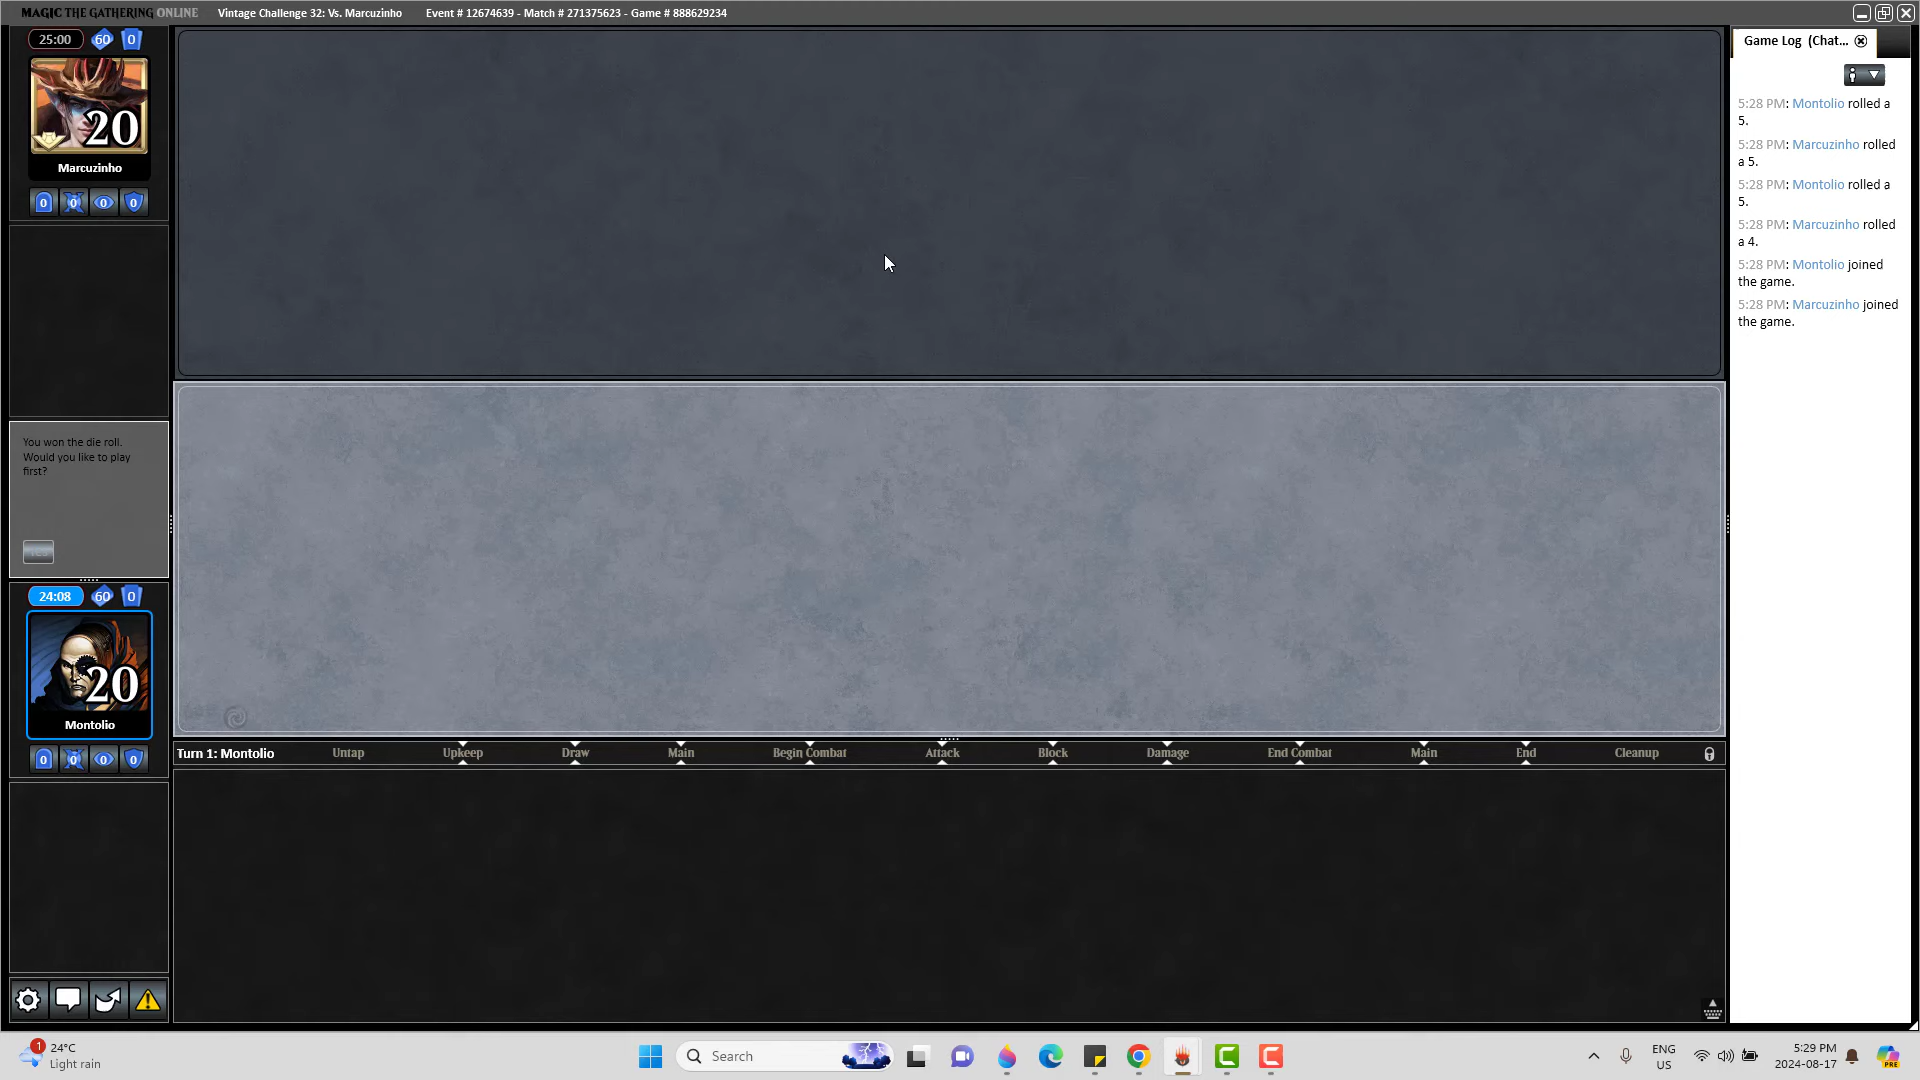 MAGIC THE GATHERING ONLINE Vintage Challenge 32: Vs. Marcuzinho Event # 12674639 - Match # 271375623 - Game # 888629234
25:00 60 0
20
Marcuzinho
0 0 0 0
You won the die roll.
Would you like to play
first?
Yes
24:08 60 0
20
Montolio
0 0 0 0
Turn 1: Montolio Untap Upkeep Draw Main Begin Combat Attack Block Damage End Combat Main End Cleanup
Game Log (Chat...
5:28 PM: Montolio rolled a
5.
5:28 PM: Marcuzinho rolled
a 5.
5:28 PM: Montolio rolled a
5.
5:28 PM: Marcuzinho rolled
a 4.
5:28 PM: Montolio joined
the game.
5:28 PM: Marcuzinho joined
the game.
1
24°C
Light rain
Search
ENG
US
5:29 PM
2024-08-17
PRE